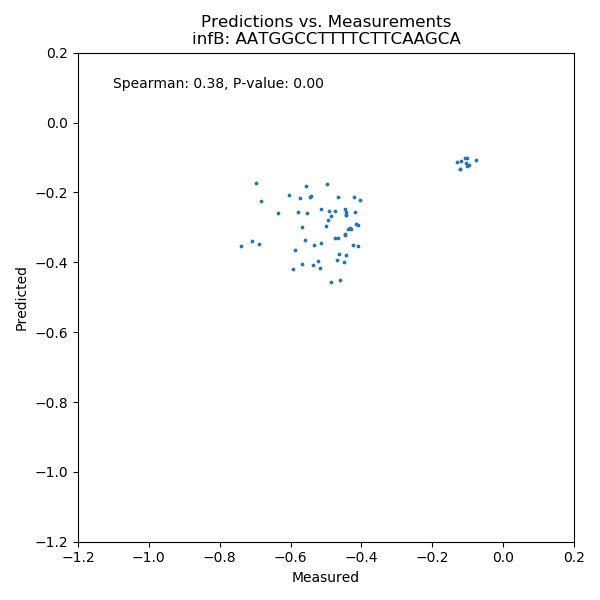 Predictions vs. Measurements
infB: AATGGCCTTTTCTTCAAGCA
Spearman: 0.38, P-value: 0.00
0.2
0.0
−0.2
−0.4
−0.6
−0.8
−1.0
−1.2
Predicted
−1.2 −1.0 −0.8 −0.6 −0.4 −0.2 0.0 0.2
Measured